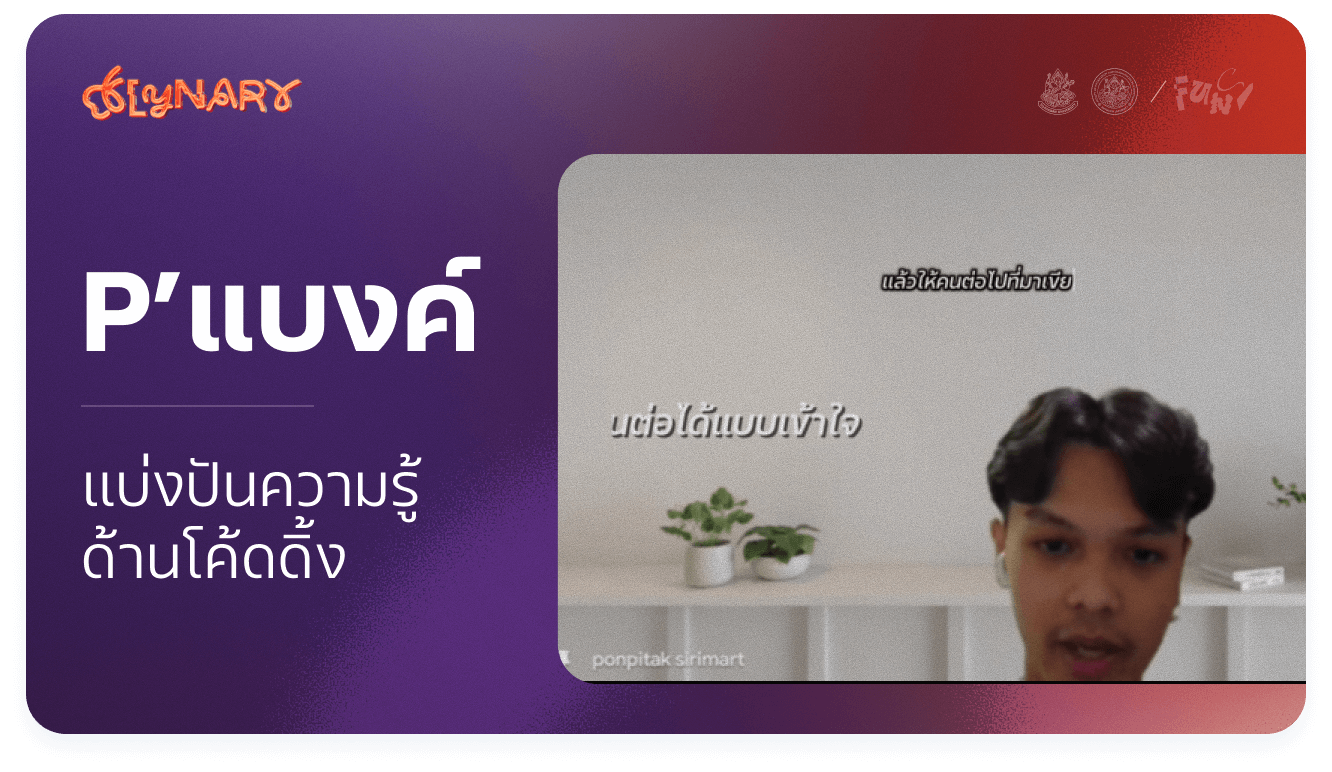 P’แบงค์
แบ่งปันความรู้
ด้านโค้ดดิ้ง
แล้วให้คนต่อไปที่มาเขีย
นต่อได้แบบเข้าใจ
ponpitak sirimart